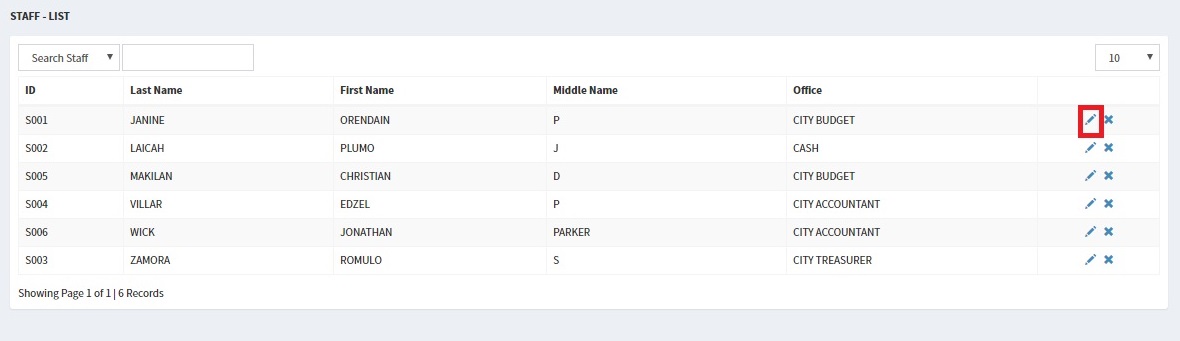 STAFF - LIST
Search Staff 10
ID Last Name First Name Middle Name Office
S001 JANINE ORENDAIN P CITY BUDGET
S002 LAICAH PLUMO J CASH
S005 MAKILAN CHRISTIAN D CITY BUDGET
S004 VILLAR EDZEL P CITY ACCOUNTANT
S006 WICK JONATHAN PARKER CITY ACCOUNTANT
S003 ZAMORA ROMULO S CITY TREASURER
Showing Page 1 of 1 | 6 Records